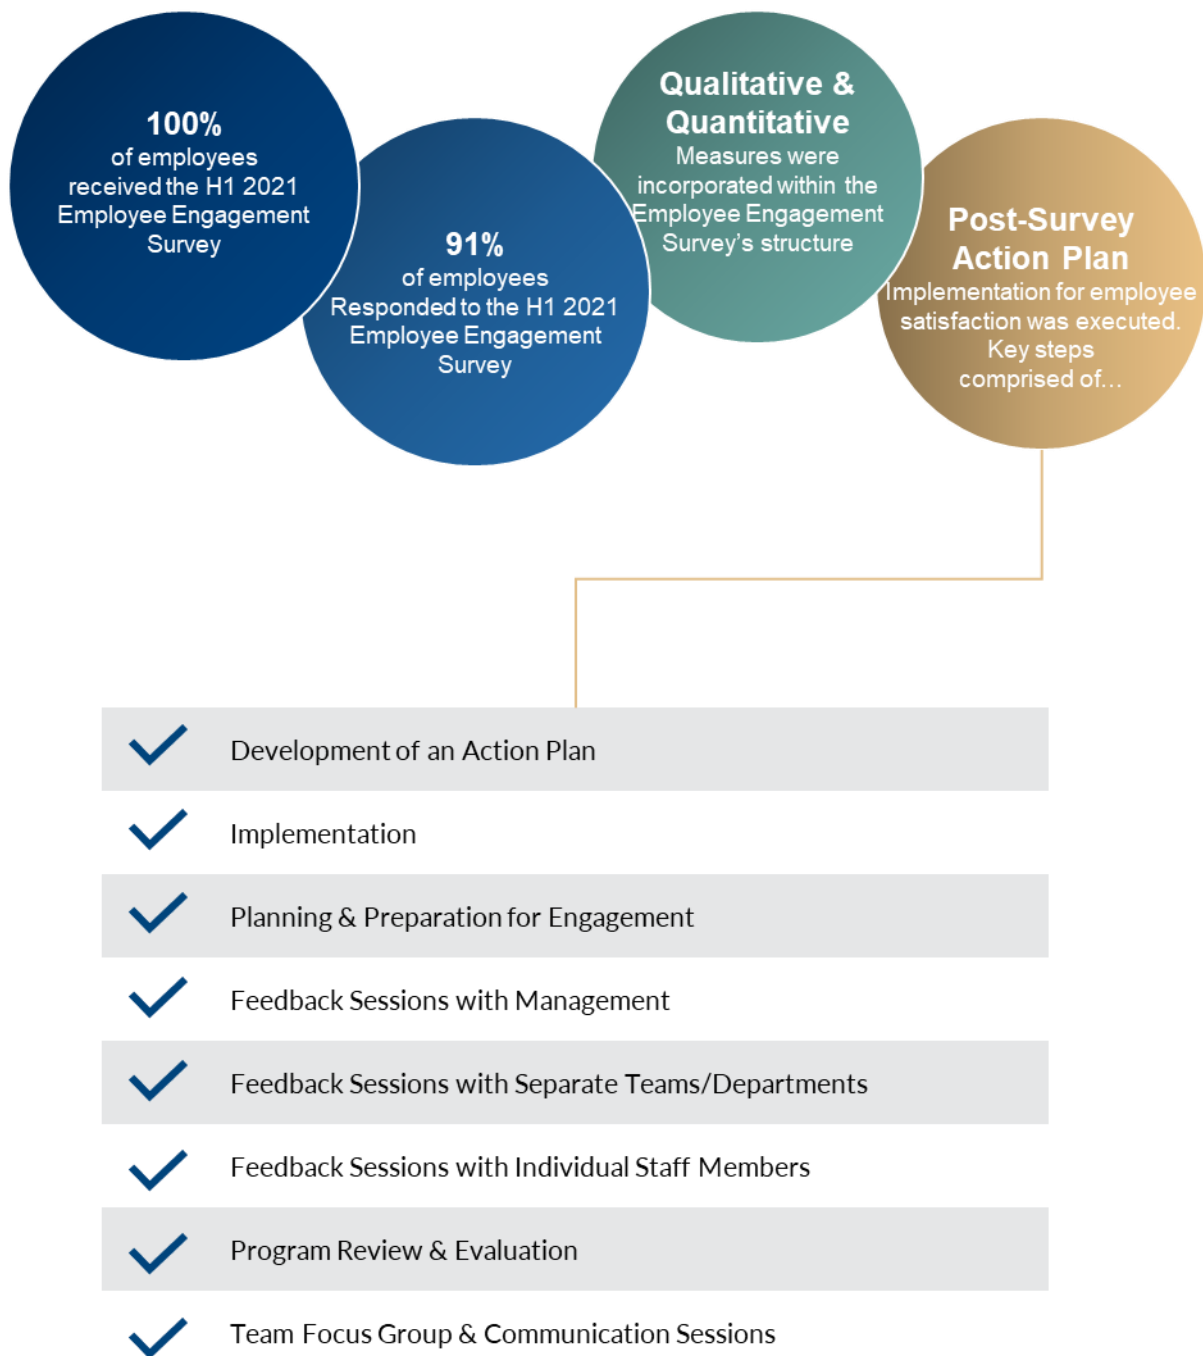 100%
of employees
received the H1 2021
Employee Engagement
Survey
91%
of employees
Responded to the H1 2021
Employee Engagement
Survey
Qualitative &
Quantitative
Measures were
incorporated within the
Employee Engagement
Survey's structure
Post-Survey
Action Plan
Implementation for employee
satisfaction was executed.
Key steps
comprised of...
Development of an Action Plan
Implementation
Planning & Preparation for Engagement
Feedback Sessions with Management
Feedback Sessions with Separate Teams/Departments
Feedback Sessions with Individual Staff Members
Program Review & Evaluation
Team Focus Group & Communication Sessions